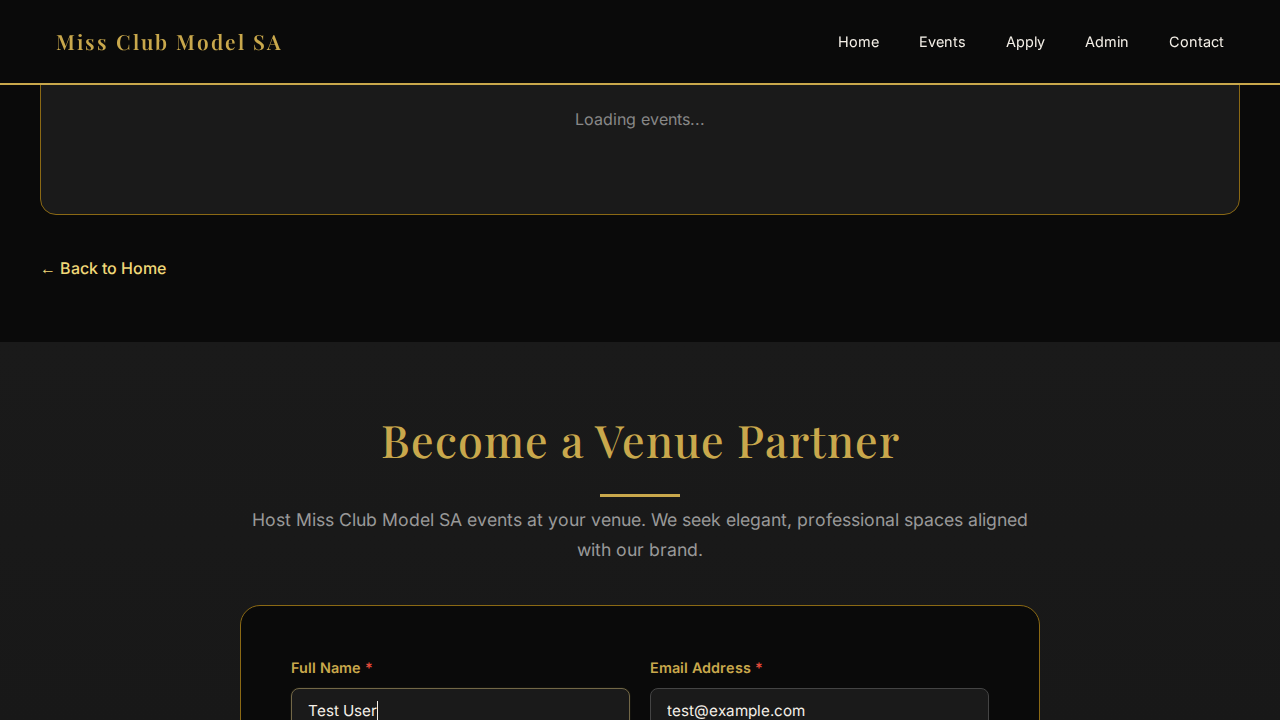 Miss Club Model SA
Home Events Apply Admin Contact
Loading events...
← Back to Home
Become a Venue Partner
Host Miss Club Model SA events at your venue. We seek elegant, professional spaces aligned
with our brand.
Full Name * Email Address *
Test User test@example.com